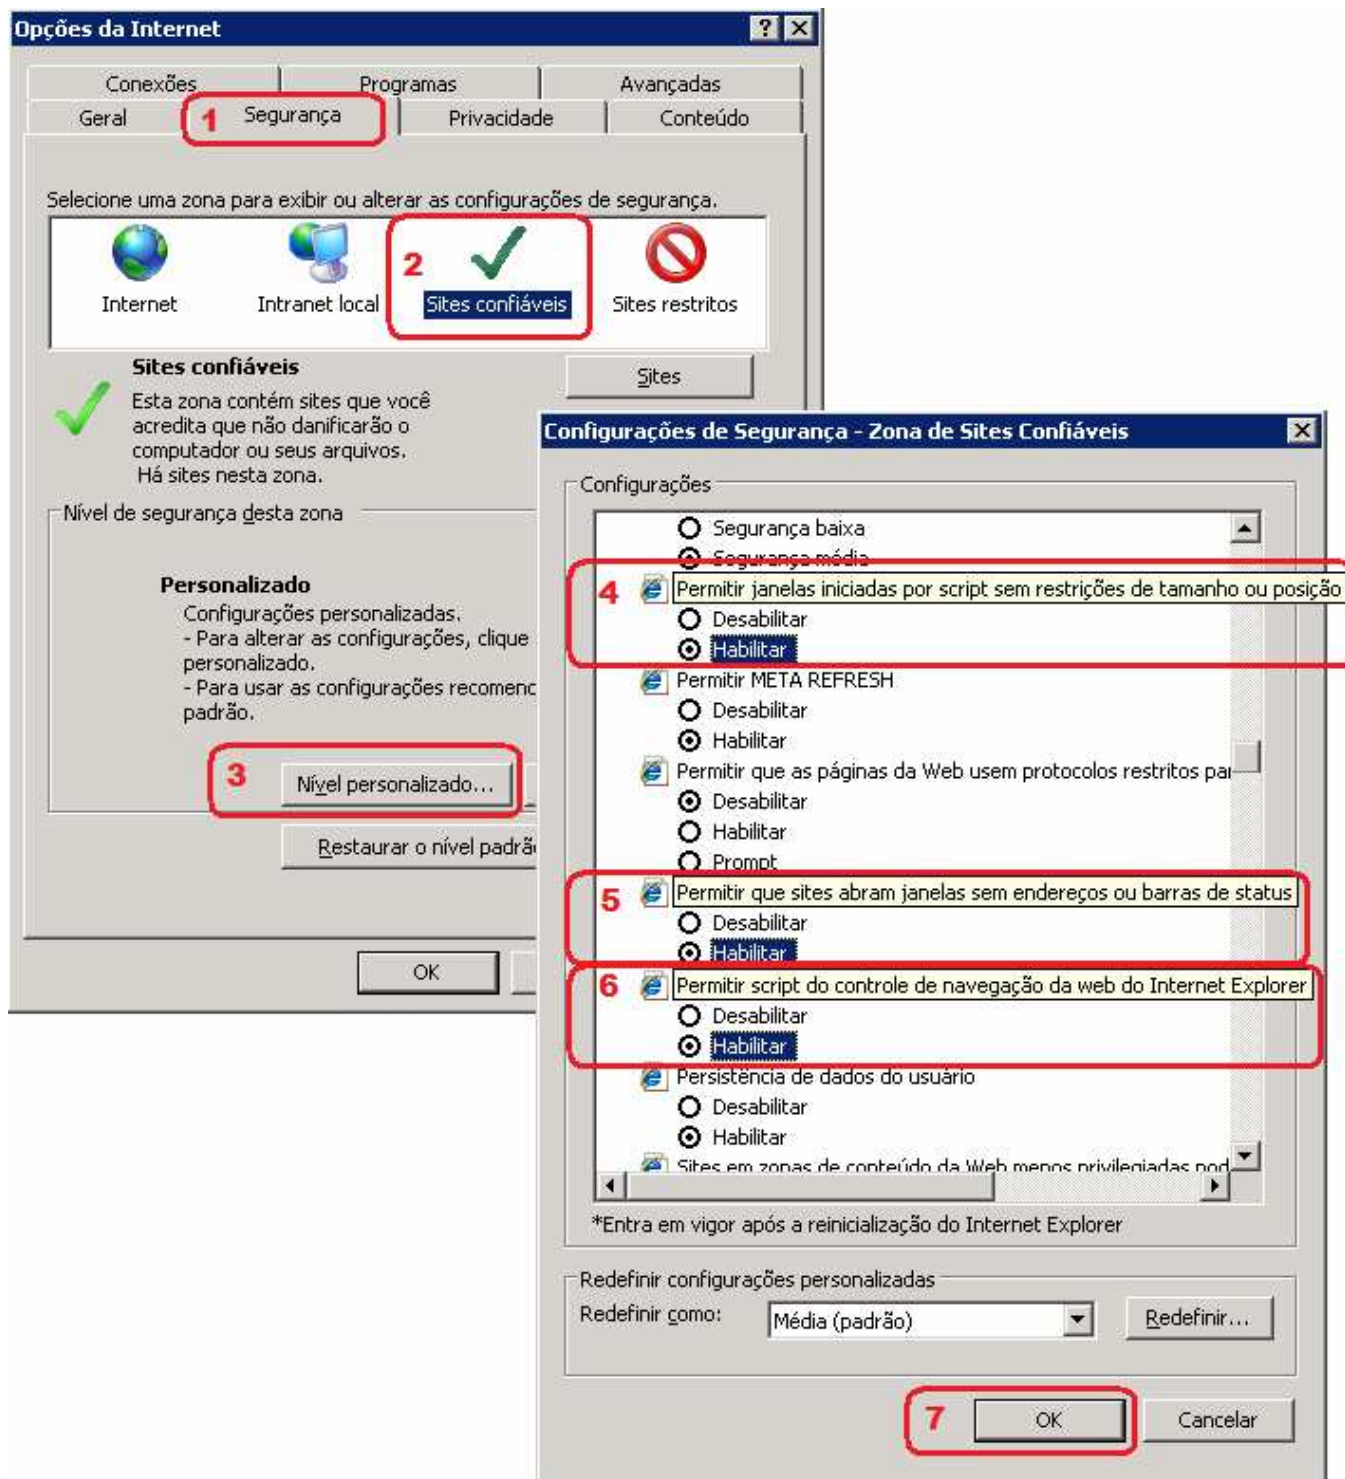 Opções da Internet
? X
Conexões Programas Avançadas
Geral 1 Segurança Privacidade Conteúdo
Selecione uma zona para exibir ou alterar as configurações de segurança.
2
Internet Intranet local Sites confiáveis Sites restritos
Sites confiáveis
Sites
Esta zona contém sites que você
acredita que não danificarão o
computador ou seus arquivos.
Há sites nesta zona.
Nível de segurança desta zona
Personalizado
Configurações personalizadas.
- Para alterar as configurações, clique
personalizado.
- Para usar as configurações
padrão.
3 Nível personalizado...
Restaurar o nível
OK
Configurações de Segurança - Zona de Sites Confiáveis X
Configurações
Segurança baixa
Segurança média
4 Permitir janelas iniciadas por script sem restrições de tamanho ou posição
Desabilitar
Habilitar
Permitir META REFRESH
Desabilitar
Habilitar
Permitir que as páginas da Web usem protocolos restritos
Desabilitar
Habilitar
Prompt
5 Permitir que sites abram janelas sem endereços ou barras de status
Desabilitar
Habilitar
6 Permitir script do controle de navegação da web do Internet Explorer
Desabilitar
Habilitar
Persistência de dados do usuário
Desabilitar
Habilitar
Sites em zonas de conteúdo da Web menos privilegiadas
*Entra em vigor após a reinicialização do Internet Explorer
Redefinir configurações personalizadas
Redefinir como: Média (padrão) Redefinir...
7 OK Cancelar